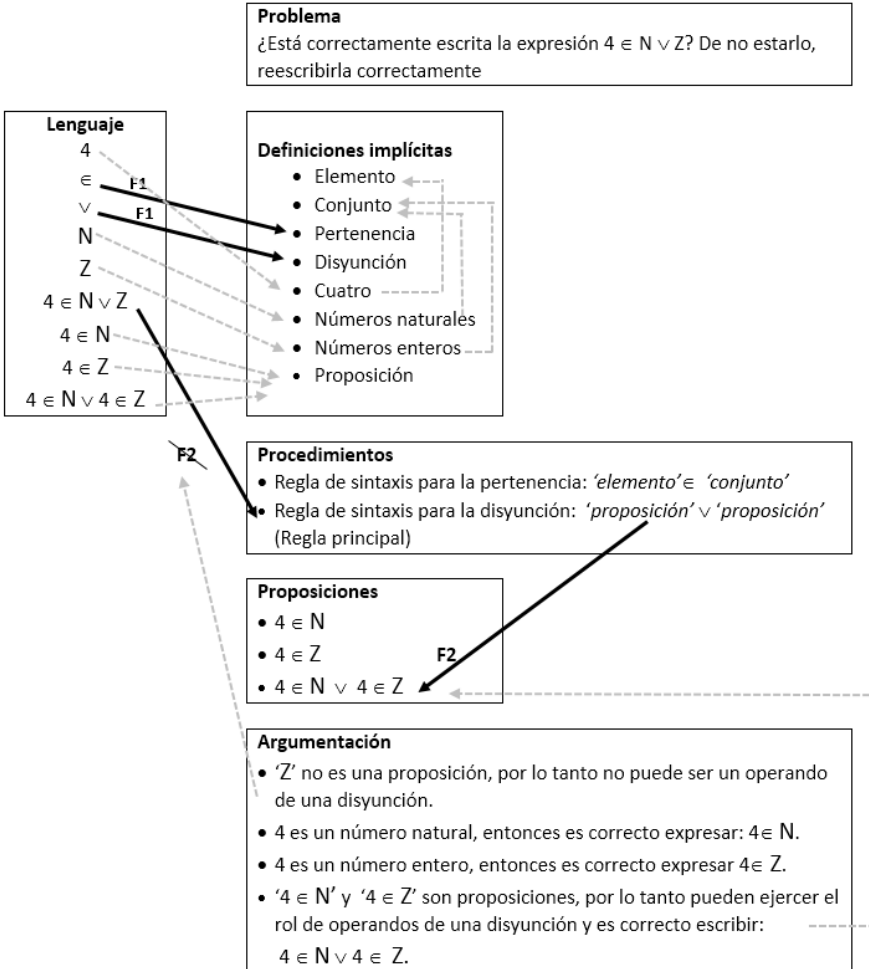 Problema
¿Está correctamente escrita la expresión 4 ∈ N ∨ Z? De no estarlo,
reescribirla correctamente
Lenguaje
4
∈
∨
N
Z
4 ∈ N ∨ Z
4 ∈ N
4 ∈ Z
4 ∈ N ∨ 4 ∈ Z
F1
F1
Definiciones implícitas
• Elemento
• Conjunto
• Pertenencia
• Disyunción
• Cuatro
• Números naturales
• Números enteros
• Proposición
F2
Procedimientos
• Regla de sintaxis para la pertenencia: ‘elemento’∈ ‘conjunto’
• Regla de sintaxis para la disyunción: ‘proposición’ ∨ ‘proposición’
(Regla principal)
Proposiciones
• 4 ∈ N
• 4 ∈ Z
• 4 ∈ N ∨ 4 ∈ Z
F2
Argumentación
• ‘Z’ no es una proposición, por lo tanto no puede ser un operando
de una disyunción.
• 4 es un número natural, entonces es correcto expresar: 4∈ N.
• 4 es un número entero, entonces es correcto expresar 4∈ Z.
• ‘4 ∈ N’ y ‘4 ∈ Z’ son proposiciones, por lo tanto pueden ejercer el
rol de operandos de una disyunción y es correcto escribir:
4 ∈ N ∨ 4 ∈ Z.